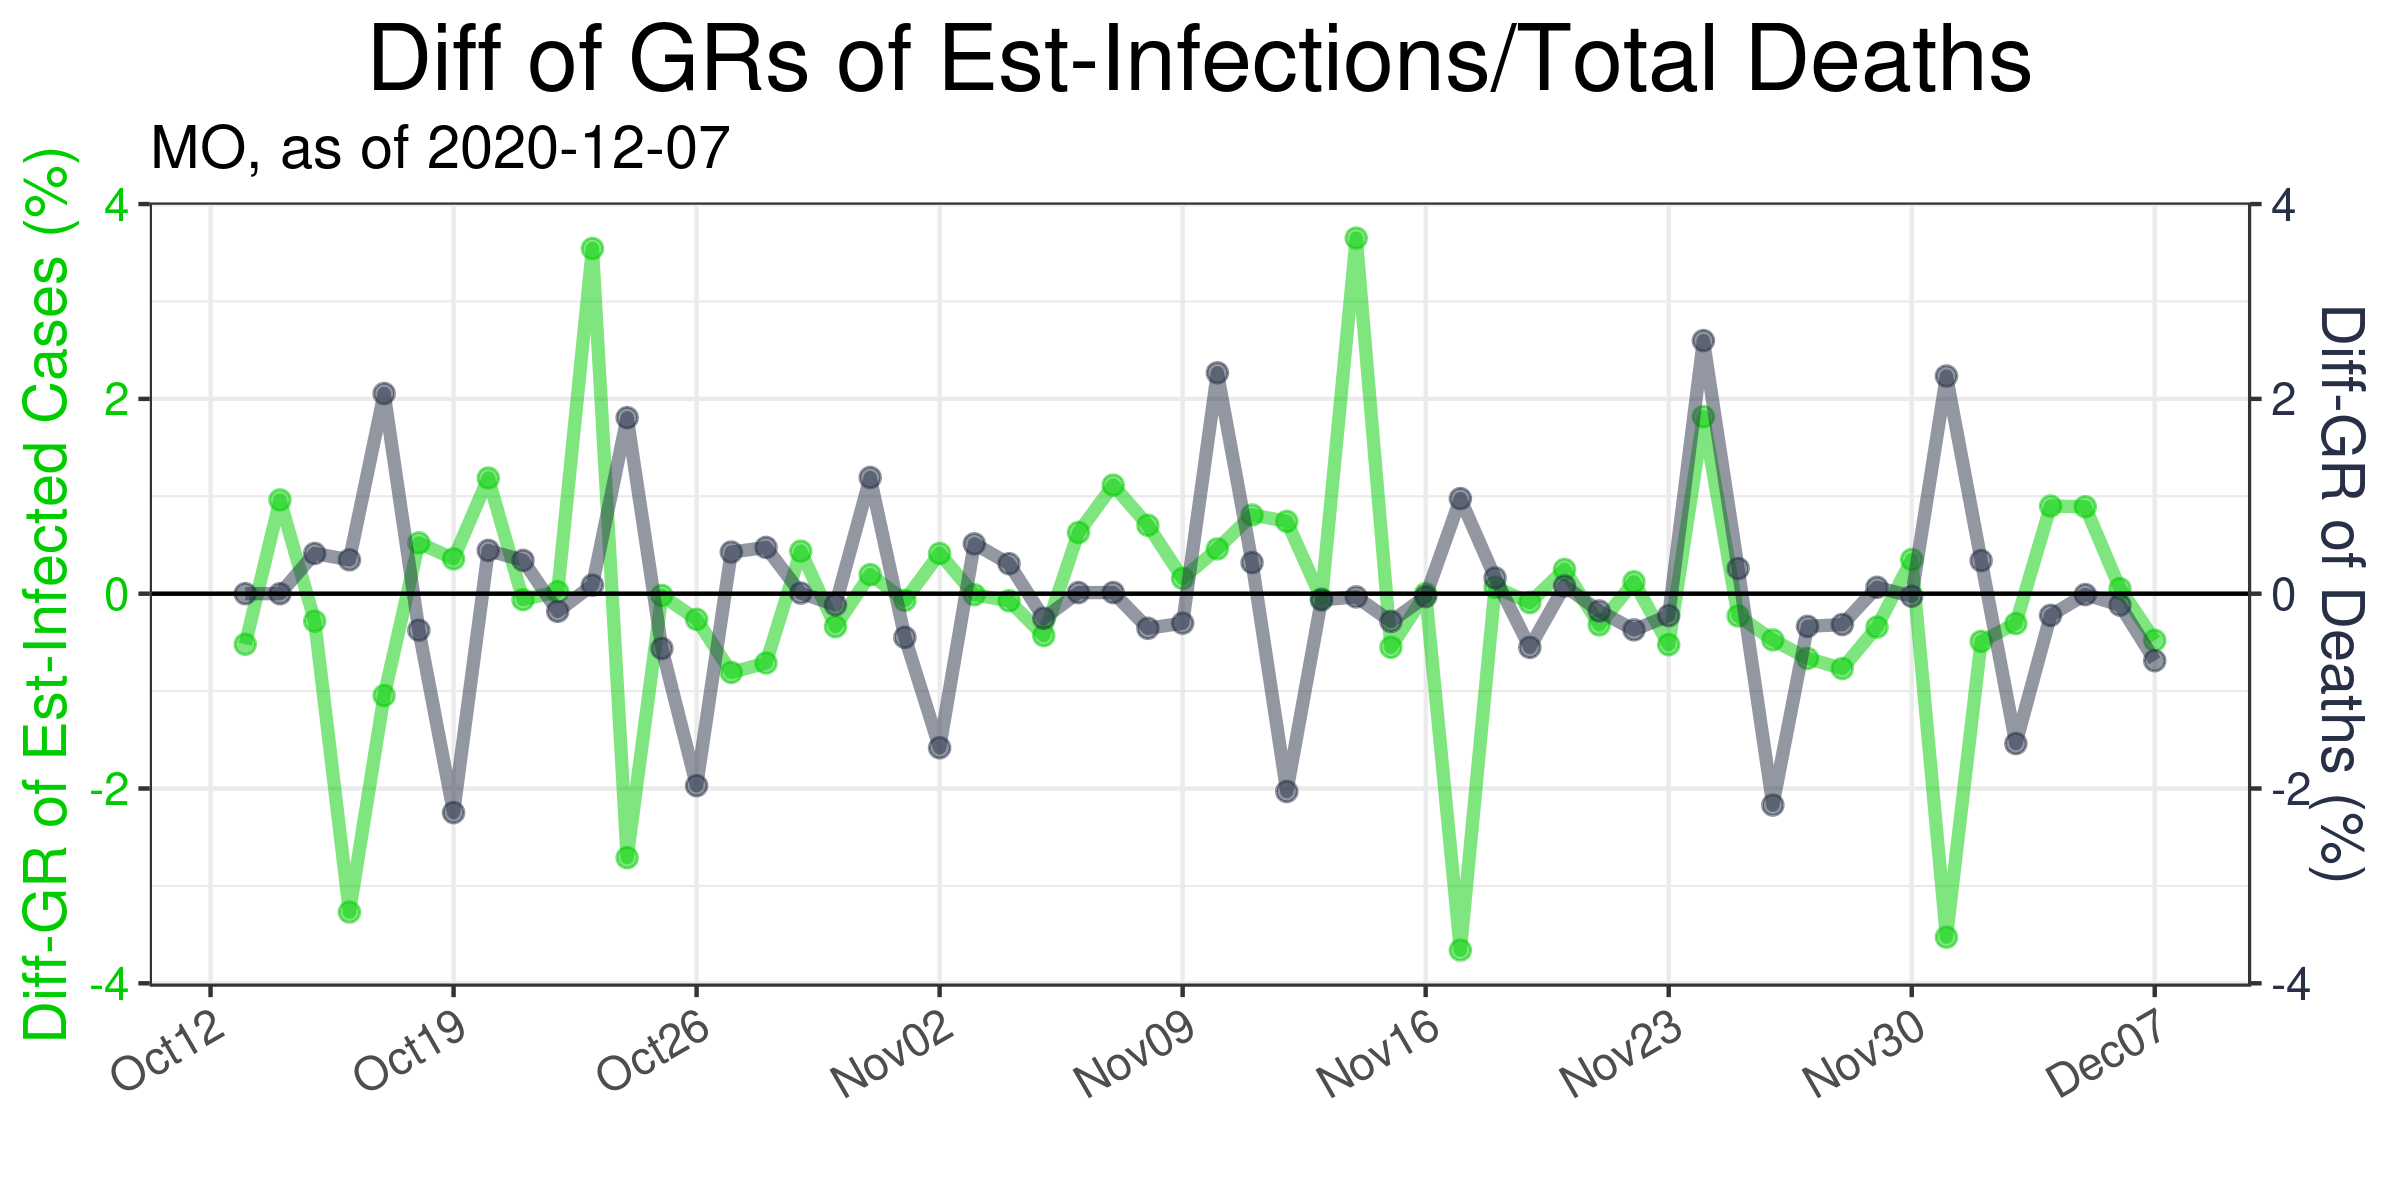 Diff of GRs of Est-Infections/Total Deaths
MO, as of 2020-12-07
Diff-GR of Est-Infected Cases (%)
4
2
0
-2
-4
4
2
0
-2
-4
Diff-GR of Deaths (%)
Oct12
Oct19
Oct26
Nov02
Nov09
Nov16
Nov23
Nov30
Dec07